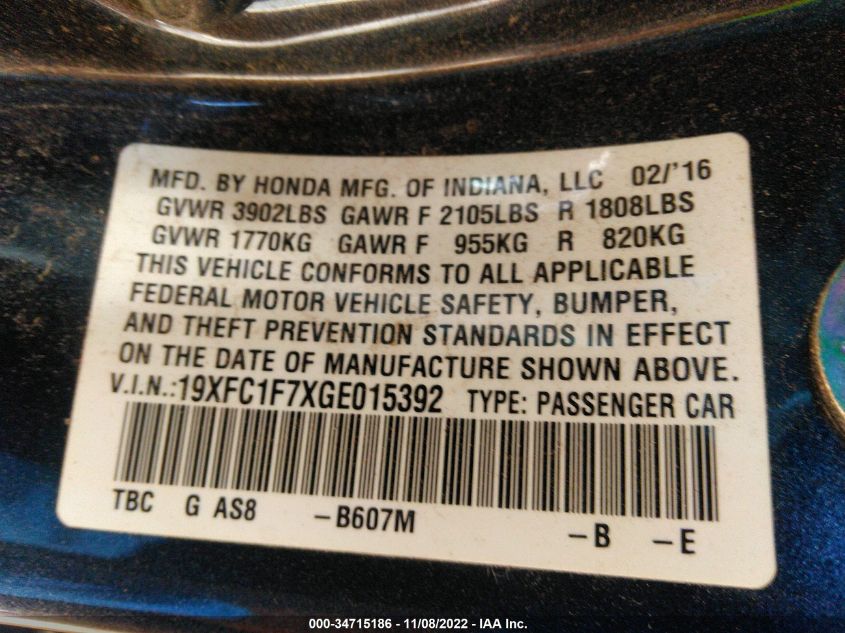 MFD. BY HONDA MFG. OF INDIANA, LLC 02/'16
GVWR 3902LBS GAWR F 2105LBS R 1808LBS
GVWR 1770KG GAWR F 955KG R 820KG
THIS VEHICLE CONFORMS TO ALL APPLICABLE
FEDERAL MOTOR VEHICLE SAFETY, BUMPER,
AND THEFT PREVENTION STANDARDS IN EFFECT
ON THE DATE OF MANUFACTURE SHOWN ABOVE.
V.I.N.:19XFC1F7XGE015392 TYPE: PASSENGER CAR
TBC G AS8 -B607M -B -E
000-34715186 - 11/08/2022 - IAA Inc.